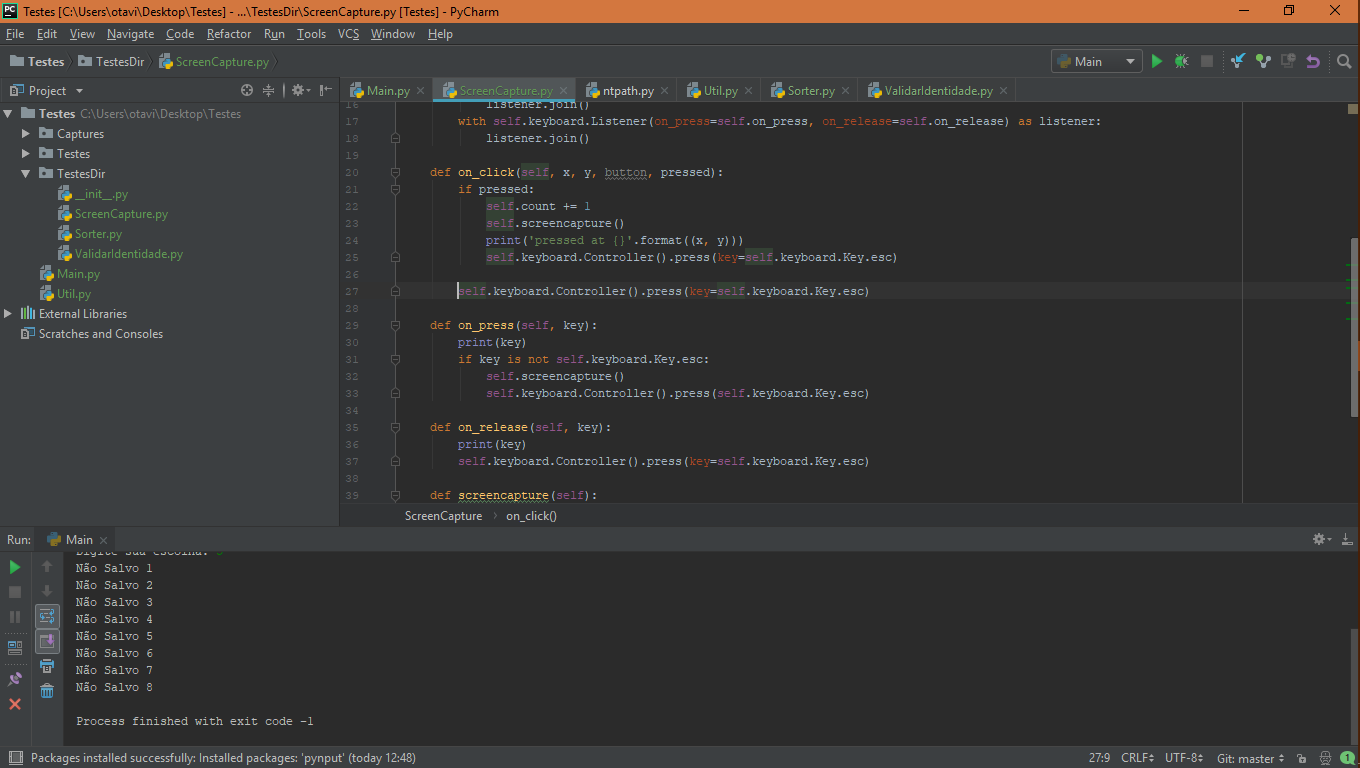 Testes [C:\Users\otavi\Desktop\Testes] - ...\TestesDir\ScreenCapture.py [Testes] - PyCharm
File Edit View Navigate Code Refactor Run Tools VCS Window Help
Testes TestesDir ScreenCapture.py Main
Project Main.py ScreenCapture.py ntpath.py Util.py Sorter.py ValidarIdentidade.py
Testes C:\Users\otavi\Desktop\Testes
Captures
Testes
TestesDir
__init__.py
ScreenCapture.py
Sorter.py
ValidarIdentidade.py
Main.py
Util.py
External Libraries
Scratches and Consoles
16 listener.join()
17 with self.keyboard.Listener(on_press=self.on_press, on_release=self.on_release) as listener:
18 listener.join()
19
20 def on_click(self, x, y, button, pressed):
21 if pressed:
22 self.count += 1
23 self.screencapture()
24 print('pressed at {}'.format((x, y)))
25 self.keyboard.Controller().press(key=self.keyboard.Key.esc)
26
27 self.keyboard.Controller().press(key=self.keyboard.Key.esc)
28
29 def on_press(self, key):
30 print(key)
31 if key is not self.keyboard.Key.esc:
32 self.screencapture()
33 self.keyboard.Controller().press(self.keyboard.Key.esc)
34
35 def on_release(self, key):
36 print(key)
37 self.keyboard.Controller().press(key=self.keyboard.Key.esc)
38
39 def screencapture(self):
ScreenCapture on_click()
Run: Main
Digite sua escolha:
Não Salvo 1
Não Salvo 2
Não Salvo 3
Não Salvo 4
Não Salvo 5
Não Salvo 6
Não Salvo 7
Não Salvo 8
Process finished with exit code -1
Packages installed successfully: Installed packages: 'pynput' (today 12:48) 27:9 CRLF UTF-8 Git: master 1